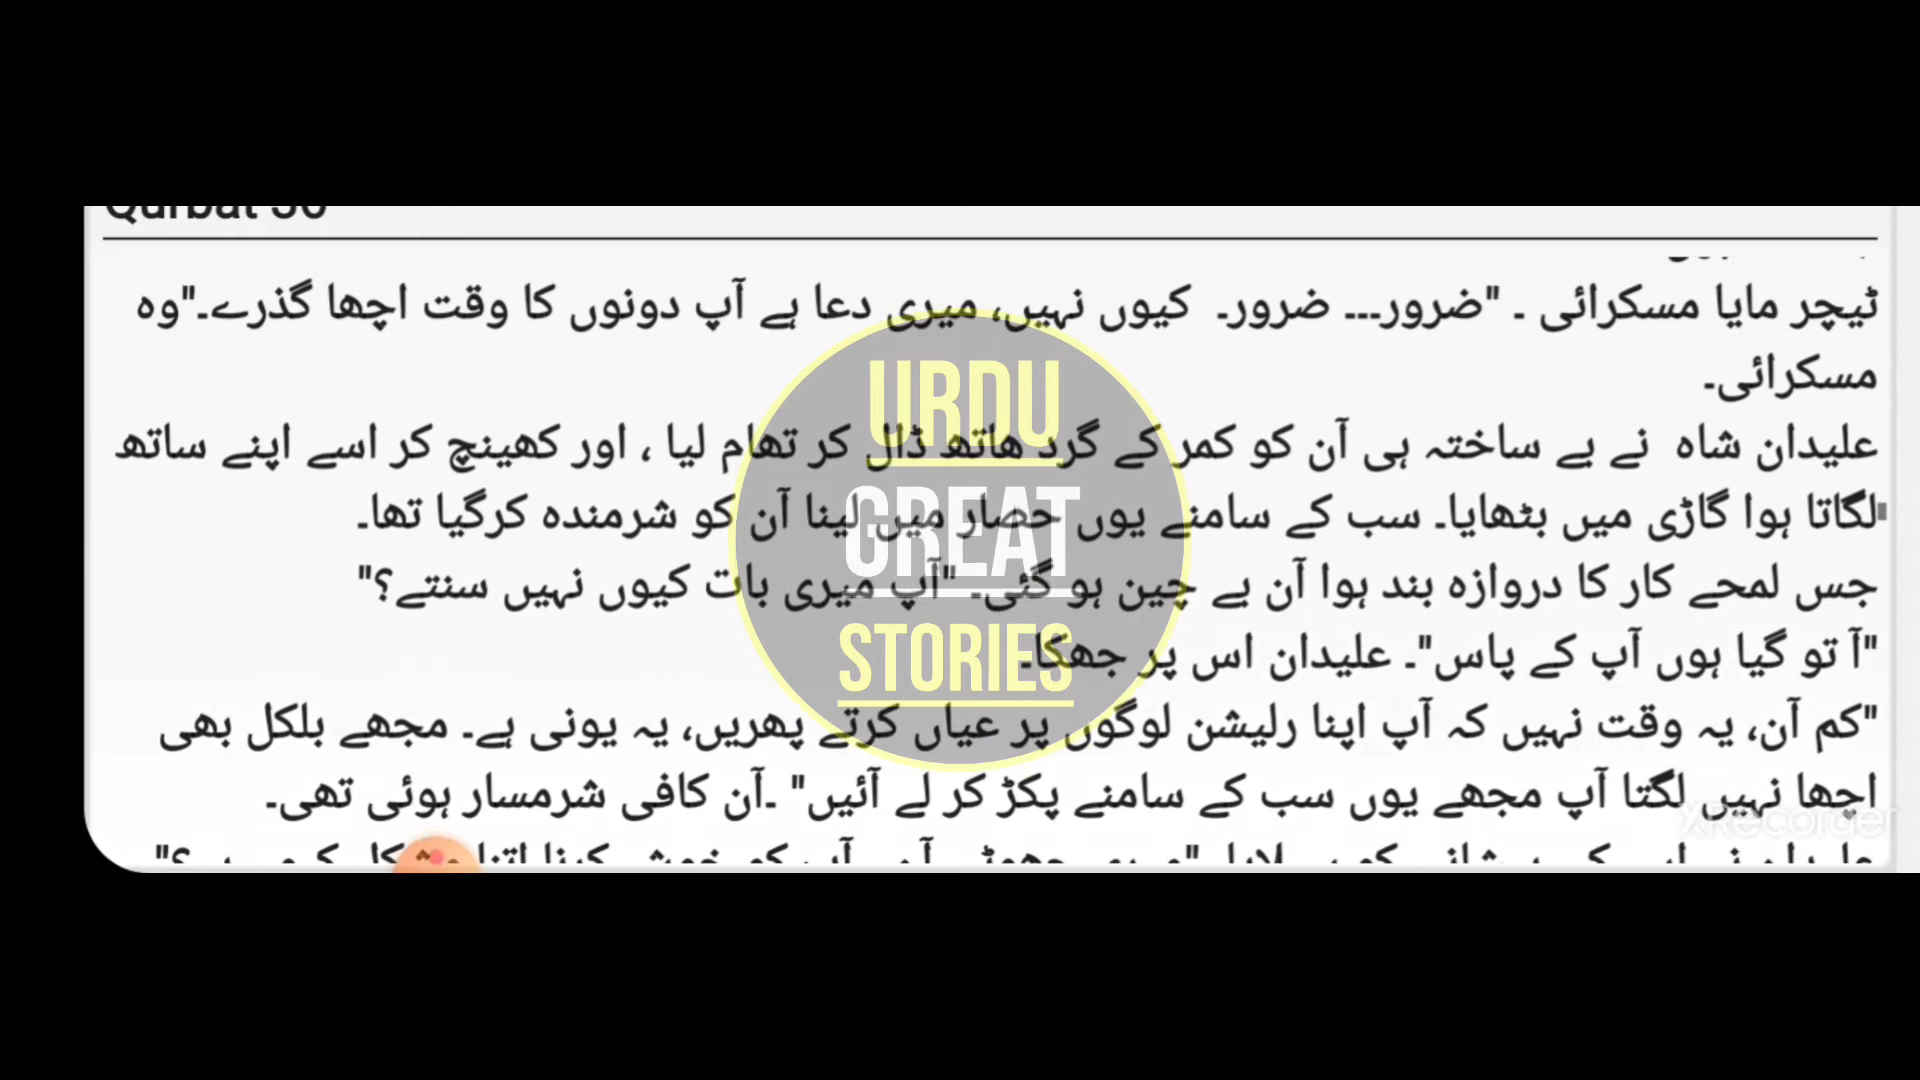 Qurbat 30
ٹیچر مایا مسکرائی ۔ "ضرور۔۔۔ ضرور۔ کیوں نہیں، میری دعا ہے آپ دونوں کا وقت اچھا گذرے۔"وہ
مسکرائی۔
علیدان شاہ نے بے ساختہ ہی آن کو کمر کے گرد ھاتھ ڈال کر تھام لیا ، اور کھینچ کر اسے اپنے ساتھ
لگاتا ہوا گاڑی میں بٹھایا۔ سب کے سامنے یوں حصار میں لینا آن کو شرمندہ کرگیا تھا۔
جس لمحے کار کا دروازہ بند ہوا آن بے چین ہو گئی۔ "آپ میری بات کیوں نہیں سنتے؟"
"آ تو گیا ہوں آپ کے پاس"۔ علیدان اس پر جھکا۔
"کم آن، یہ وقت نہیں کہ آپ اپنا رلیشن لوگوں پر عیاں کرتے پھریں، یہ یونی ہے۔ مجھے بلکل بھی
اچھا نہیں لگتا آپ مجھے یوں سب کے سامنے پکڑ کر لے آئیں" ۔آن کافی شرمسار ہوئی تھی۔
URDU
GREAT
STORIES
XRecorder